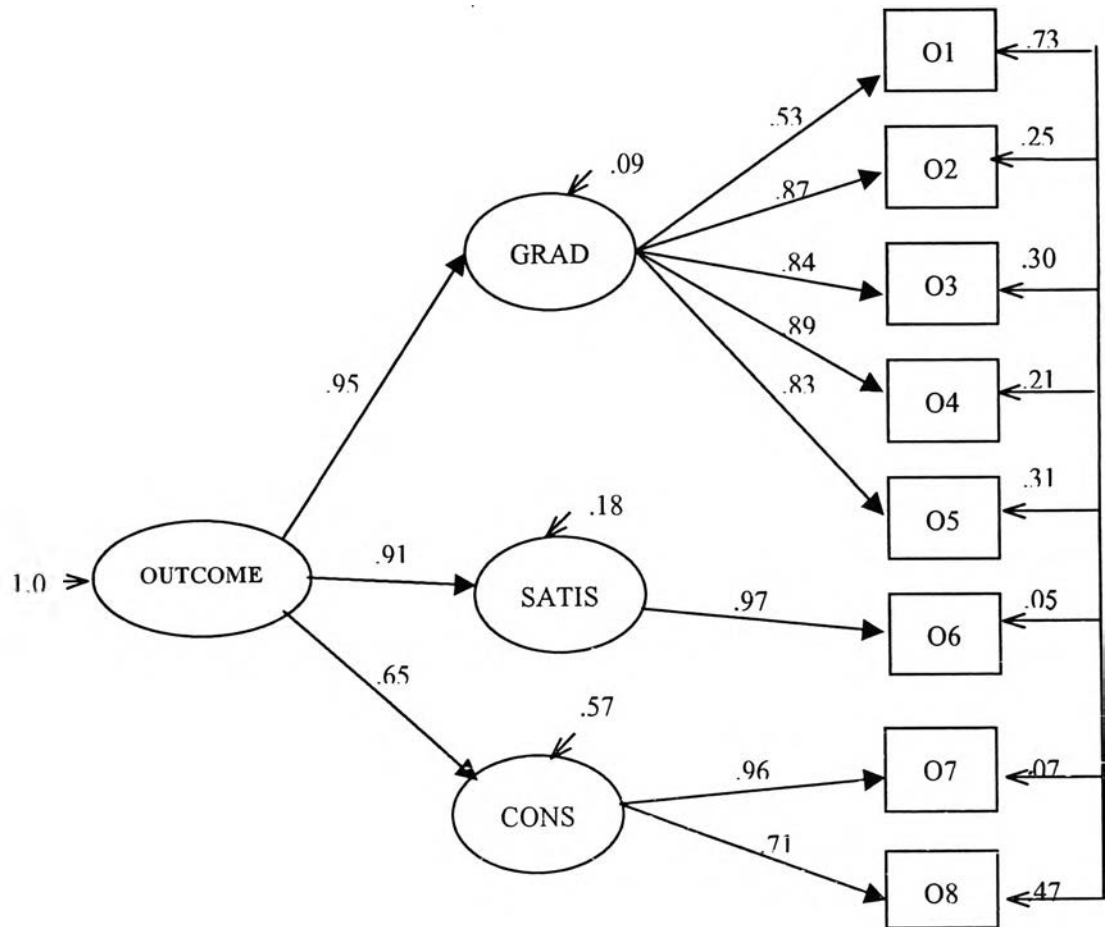 O1
.73
.53
O2
.25
.09
.87
GRAD
.84
O3
.30
.89
.95
O4
.21
.83
O5
.31
.18
OUTCOME
.91
1.0
SATIS
.97
O6
.05
.65
.57
.96
O7
.07
CONS
.71
O8
.47